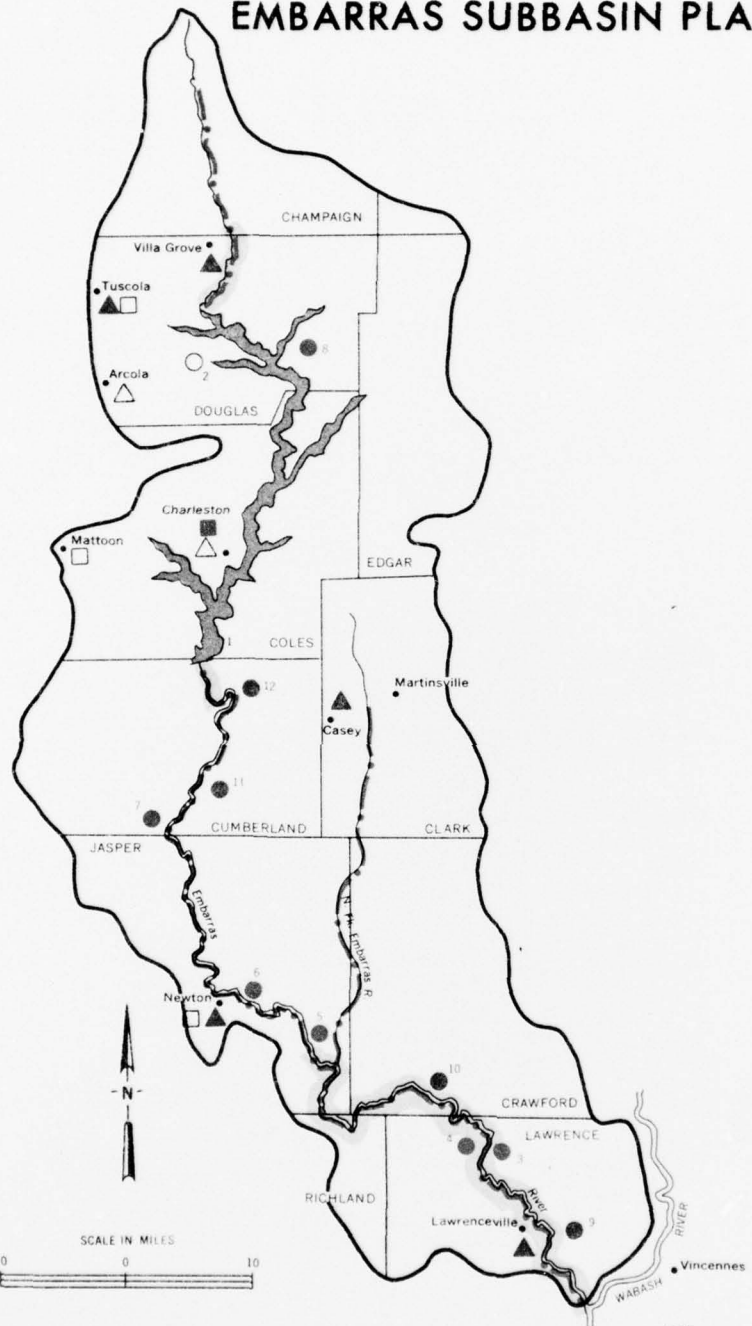 EMBARRAS SUBBASIN PLA
CHAMPAIGN
Villa Grove
Tuscola
8
2
Arcola
DOUGLAS
Charleston
Mattoon
EDGAR
1
COLES
12
Martinsville
Casey
11
7
CUMBERLAND
CLARK
JASPER
Embarras
N. Fk. Embarras R
6
Newton
5
N
10
CRAWFORD
LAWRENCE
4
3
RICHLAND
River
Lawrenceville
9
RIVER
SCALE IN MILES
0 0 10
Vincennes
WABASH